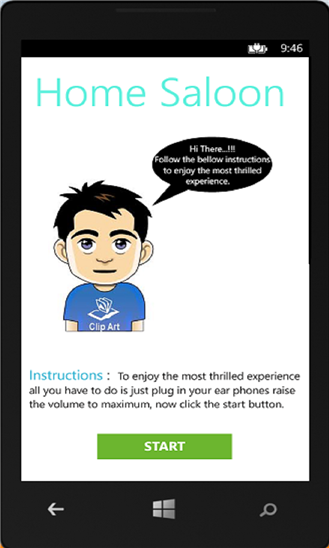 9:46
Home Saloon
Hi There...!!!
Follow the bellow instructions
to enjoy the most thrilled
experience.
Clip Art
Instructions : To enjoy the most thrilled experience
all you have to do is just plug in your ear phones raise
the volume to maximum, now click the start button.
START